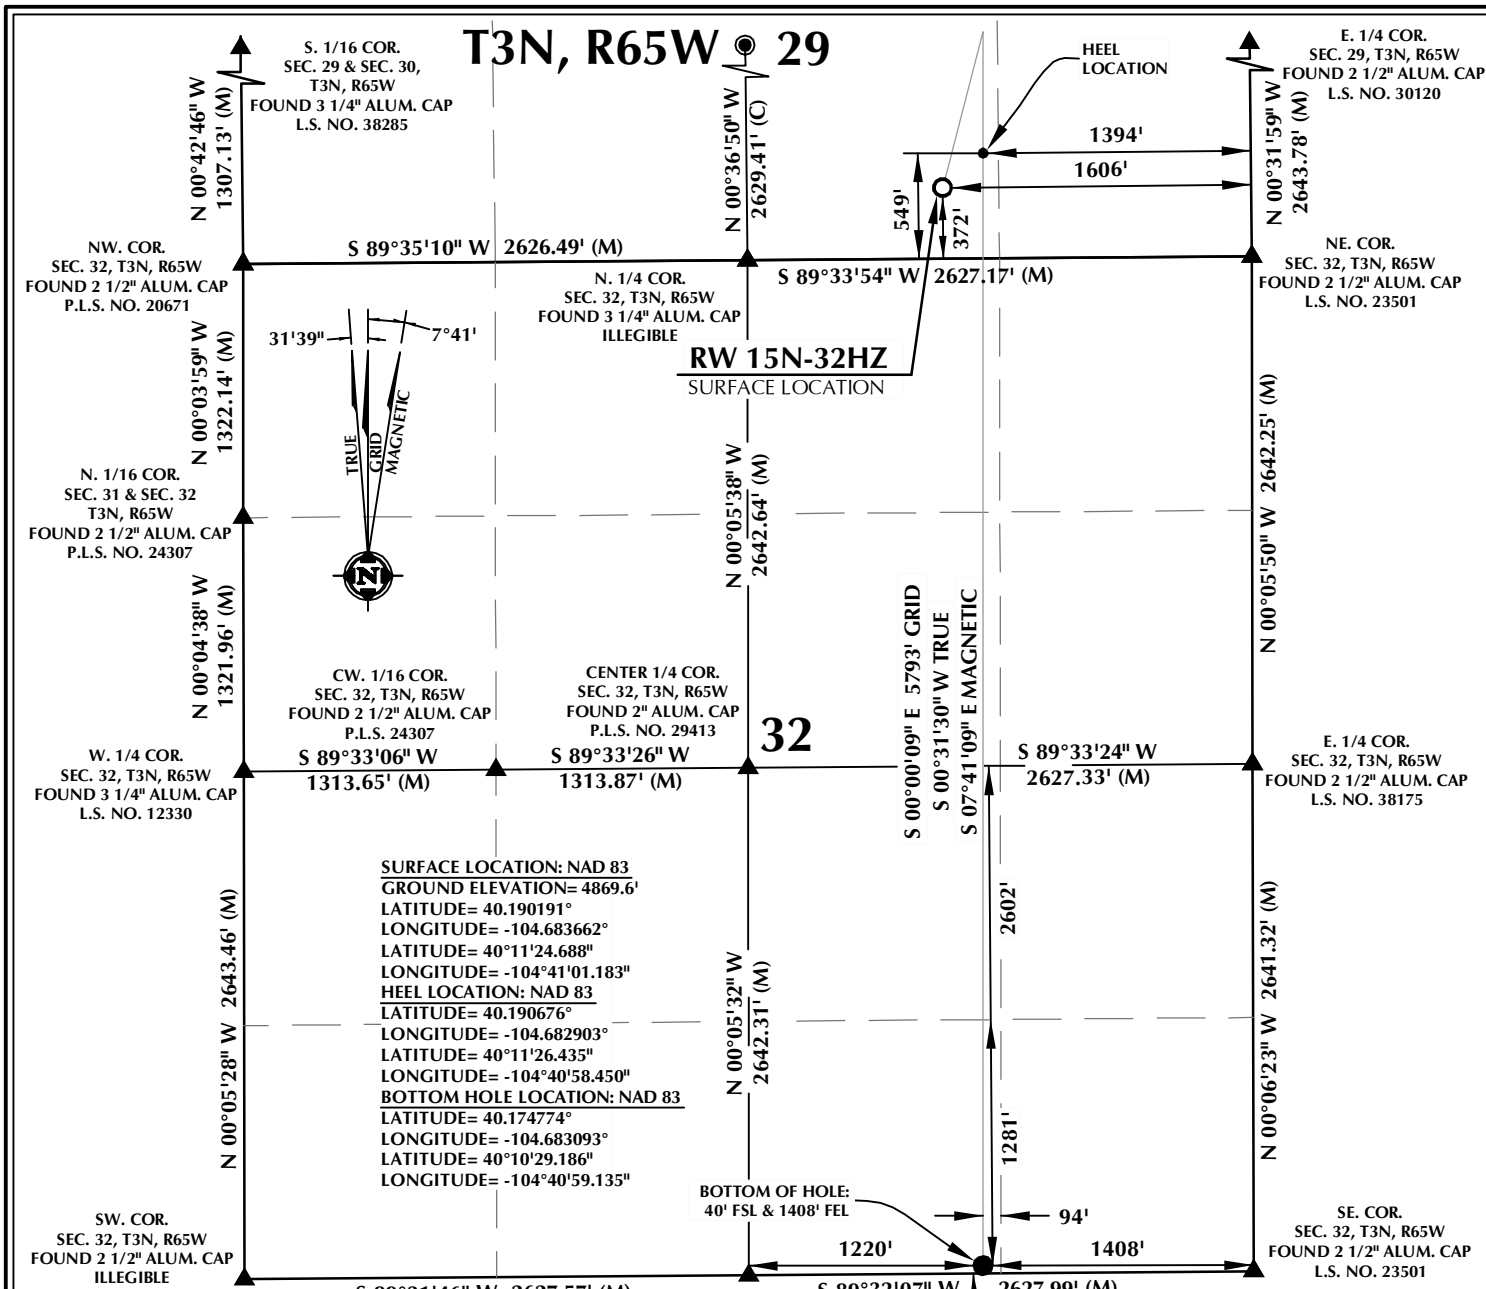 T3N, R65W 29
S. 1/16 COR.
SEC. 29 & SEC. 30,
T3N, R65W
FOUND 3 1/4" ALUM. CAP
L.S. NO. 38285
HEEL
LOCATION
E. 1/4 COR.
SEC. 29, T3N, R65W
FOUND 2 1/2" ALUM. CAP
L.S. NO. 30120
N 00°42'46" W
1307.13' (M)
N 00°36'50" W
2629.41' (C)
1394'
1606'
549'
372'
N 00°31'59" W
2643.78' (M)
NW. COR.
SEC. 32, T3N, R65W
FOUND 2 1/2" ALUM. CAP
P.L.S. NO. 20671
S 89°35'10" W 2626.49' (M)
N. 1/4 COR.
SEC. 32, T3N, R65W
FOUND 3 1/4" ALUM. CAP
ILLEGIBLE
S 89°33'54" W 2627.17' (M)
NE. COR.
SEC. 32, T3N, R65W
FOUND 2 1/2" ALUM. CAP
L.S. NO. 23501
31'39"
7°41'
TRUE
GRID
MAGNETIC
N
RW 15N-32HZ
SURFACE LOCATION
N 00°03'59" W
1322.14' (M)
N. 1/16 COR.
SEC. 31 & SEC. 32
T3N, R65W
FOUND 2 1/2" ALUM. CAP
P.L.S. NO. 24307
N 00°05'38" W
2642.64' (M)
N 00°05'50" W 2642.25' (M)
N 00°04'38" W
1321.96' (M)
S 00°00'09" E 5793' GRID
S 00°31'30" W TRUE
S 07°41'09" E MAGNETIC
CW. 1/16 COR.
SEC. 32, T3N, R65W
FOUND 2 1/2" ALUM. CAP
P.L.S. 24307
CENTER 1/4 COR.
SEC. 32, T3N, R65W
FOUND 2" ALUM. CAP
P.L.S. NO. 29413
32
W. 1/4 COR.
SEC. 32, T3N, R65W
FOUND 3 1/4" ALUM. CAP
L.S. NO. 12330
S 89°33'06" W
1313.65' (M)
S 89°33'26" W
1313.87' (M)
S 89°33'24" W
2627.33' (M)
E. 1/4 COR.
SEC. 32, T3N, R65W
FOUND 2 1/2" ALUM. CAP
L.S. NO. 38175
SURFACE LOCATION: NAD 83
GROUND ELEVATION= 4869.6'
LATITUDE= 40.190191°
LONGITUDE= -104.683662°
LATITUDE= 40°11'24.688"
LONGITUDE= -104°41'01.183"
HEEL LOCATION: NAD 83
LATITUDE= 40.190676°
LONGITUDE= -104.682903°
LATITUDE= 40°11'26.435"
LONGITUDE= -104°40'58.450"
BOTTOM HOLE LOCATION: NAD 83
LATITUDE= 40.174774°
LONGITUDE= -104.683093°
LATITUDE= 40°10'29.186"
LONGITUDE= -104°40'59.135"
N 00°05'28" W 2643.46' (M)
N 00°05'32" W
2642.31' (M)
2602'
1281'
N 00°06'23" W 2641.32' (M)
BOTTOM OF HOLE:
40' FSL & 1408' FEL
94'
1220'
1408'
SW. COR.
SEC. 32, T3N, R65W
FOUND 2 1/2" ALUM. CAP
ILLEGIBLE
SE. COR.
SEC. 32, T3N, R65W
FOUND 2 1/2" ALUM. CAP
L.S. NO. 23501
W 2627.57' (M)
W 2627.99' (M)